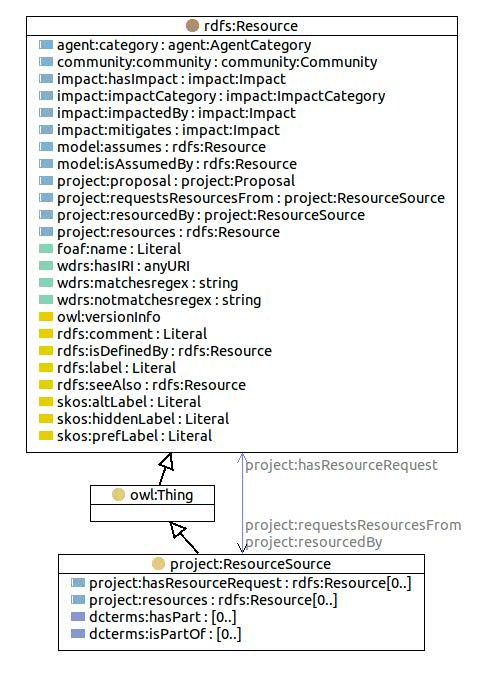 rdfs:Resource
agent:category : agent:AgentCategory
community:community : community:Community
impact:hasImpact : impact:Impact
impact:impactCategory : impact:ImpactCategory
impact:impactedBy : impact:Impact
impact:mitigates : impact:Impact
model:assumes : rdfs:Resource
model:isAssumedBy : rdfs:Resource
project:proposal : project:Proposal
project:requestsResourcesFrom : project:ResourceSource
project:resourcedBy : project:ResourceSource
project:resources : rdfs:Resource
foaf:name : Literal
wdrs:hasIRI : anyURI
wdrs:matchesregex : string
wdrs:notmatchesregex : string
owl:versionInfo
rdfs:comment : Literal
rdfs:isDefinedBy : rdfs:Resource
rdfs:label : Literal
rdfs:seeAlso : rdfs:Resource
skos:altLabel : Literal
skos:hiddenLabel : Literal
skos:prefLabel : Literal
project:hasResourceRequest
owl:Thing
project:requestsResourcesFrom
project:resourcedBy
project:ResourceSource
project:hasResourceRequest : rdfs:Resource[0..]
project:resources : rdfs:Resource[0..]
dcterms:hasPart : [0..]
dcterms:isPartOf : [0..]